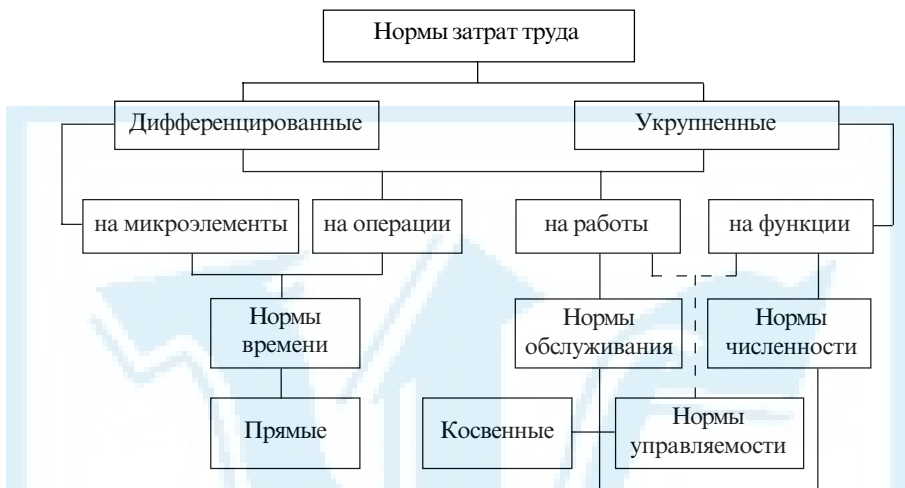 Нормы затрат труда
Дифференцированные
Укрупненные
на микроэлементы
на операции
на работы
на функции
Нормы
времени
Нормы
обслуживания
Нормы
численности
Прямые
Косвенные
Нормы
управляемости